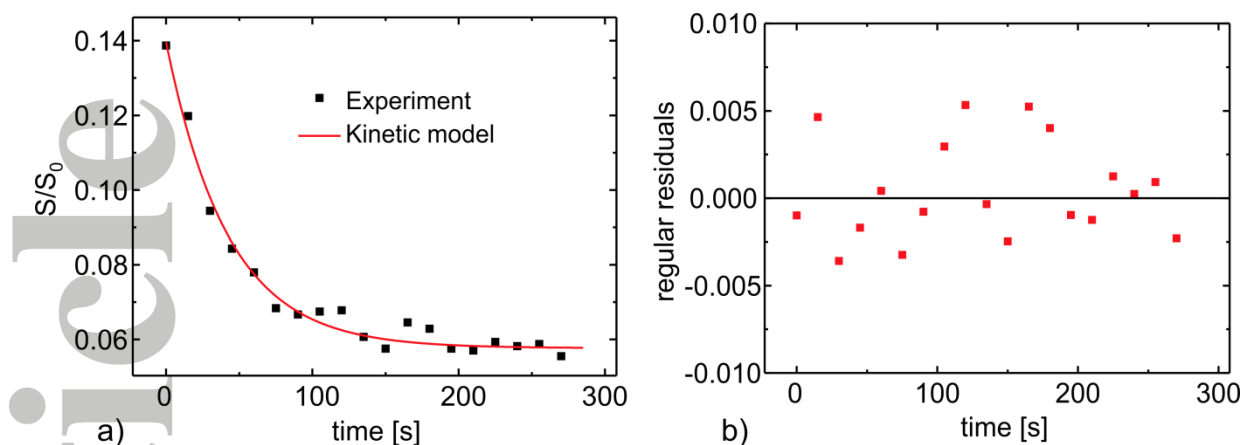 0.14
0.12
0.10
0.08
0.06
S/S0
0
100
200
300
time [s]
Experiment
Kinetic model
a)
icle
0.010
0.005
0.000
-0.005
-0.010
regular residuals
0
100
200
300
time [s]
b)